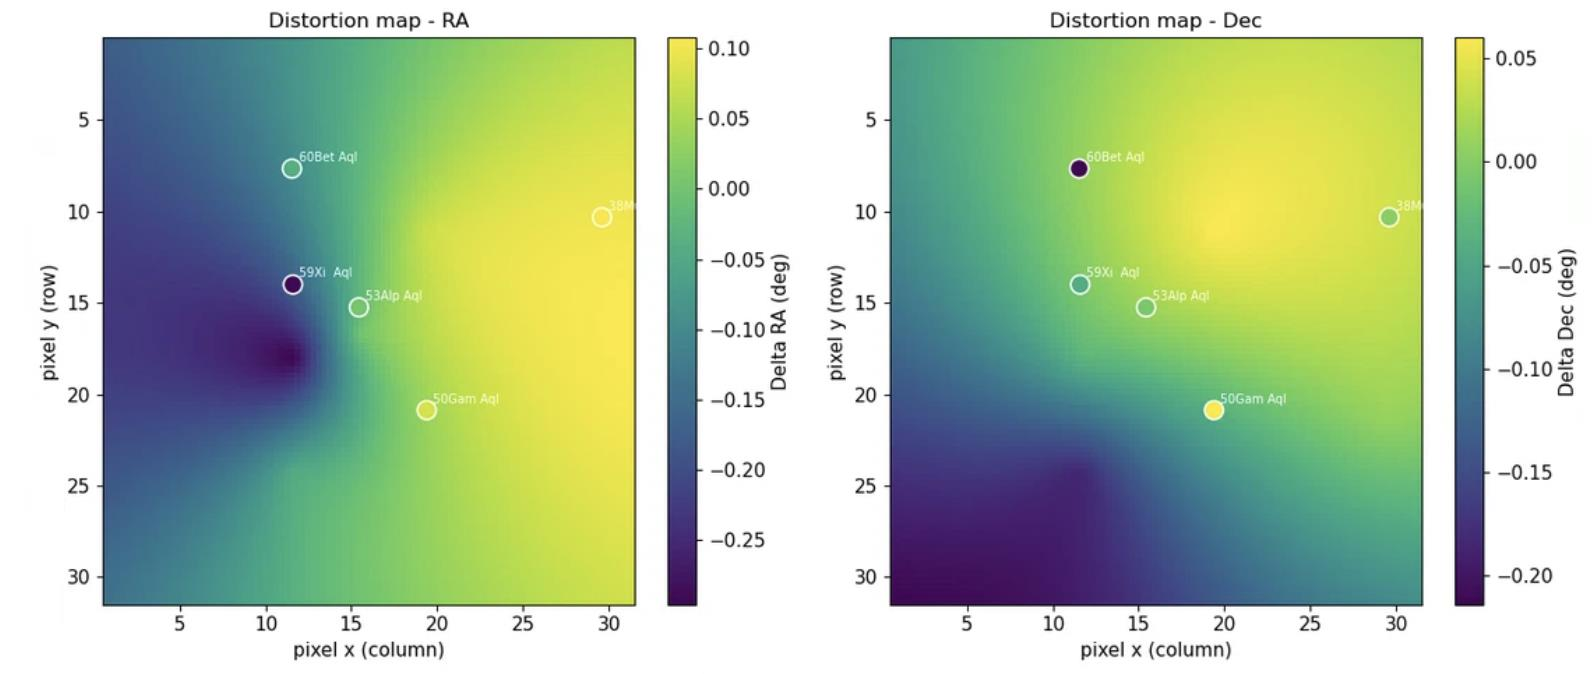 Distortion map - RA
5
10
15
20
25
30
pixel y (row)
60Bet Aql
38M
59Xi  Aql
53Alp Aql
50Gam Aql
5
10
15
20
25
30
pixel x (column)
0.10
0.05
0.00
−0.05
−0.10
−0.15
−0.20
−0.25
Delta RA (deg)
Distortion map - Dec
5
10
15
20
25
30
pixel y (row)
60Bet Aql
38M
59Xi  Aql
53Alp Aql
50Gam Aql
5
10
15
20
25
30
pixel x (column)
0.05
0.00
−0.05
−0.10
−0.15
−0.20
Delta Dec (deg)